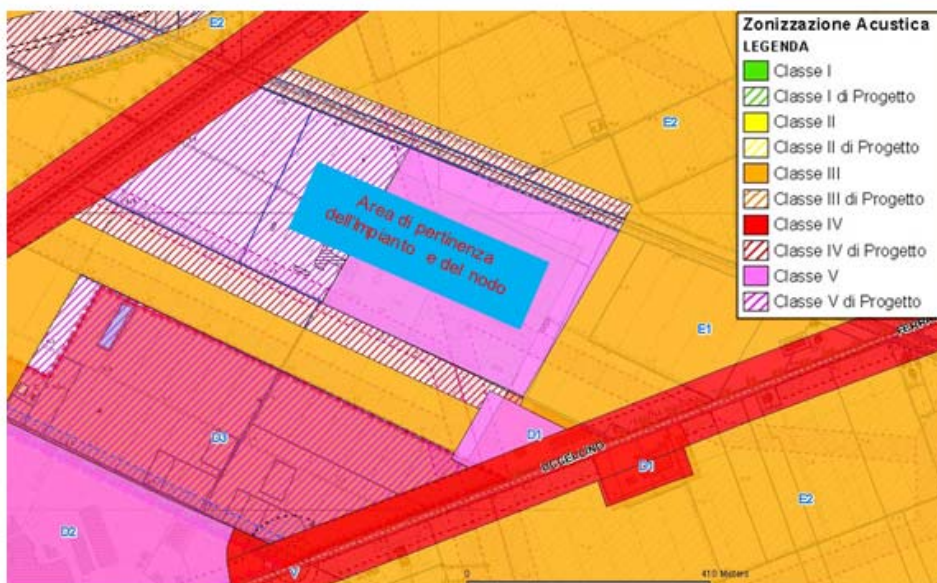 Zonizzazione Acustica
LEGENDA
Classe I
Classe I di Progetto
Classe II
Classe II di Progetto
Classe III
Classe III di Progetto
Classe IV
Classe IV di Progetto
Classe V
Classe V di Progetto
E2
E2
Area di pertinenza
dell'impianto e del nodo
E1
D1
D1
D3
E2
D2
V
0
410 Meters